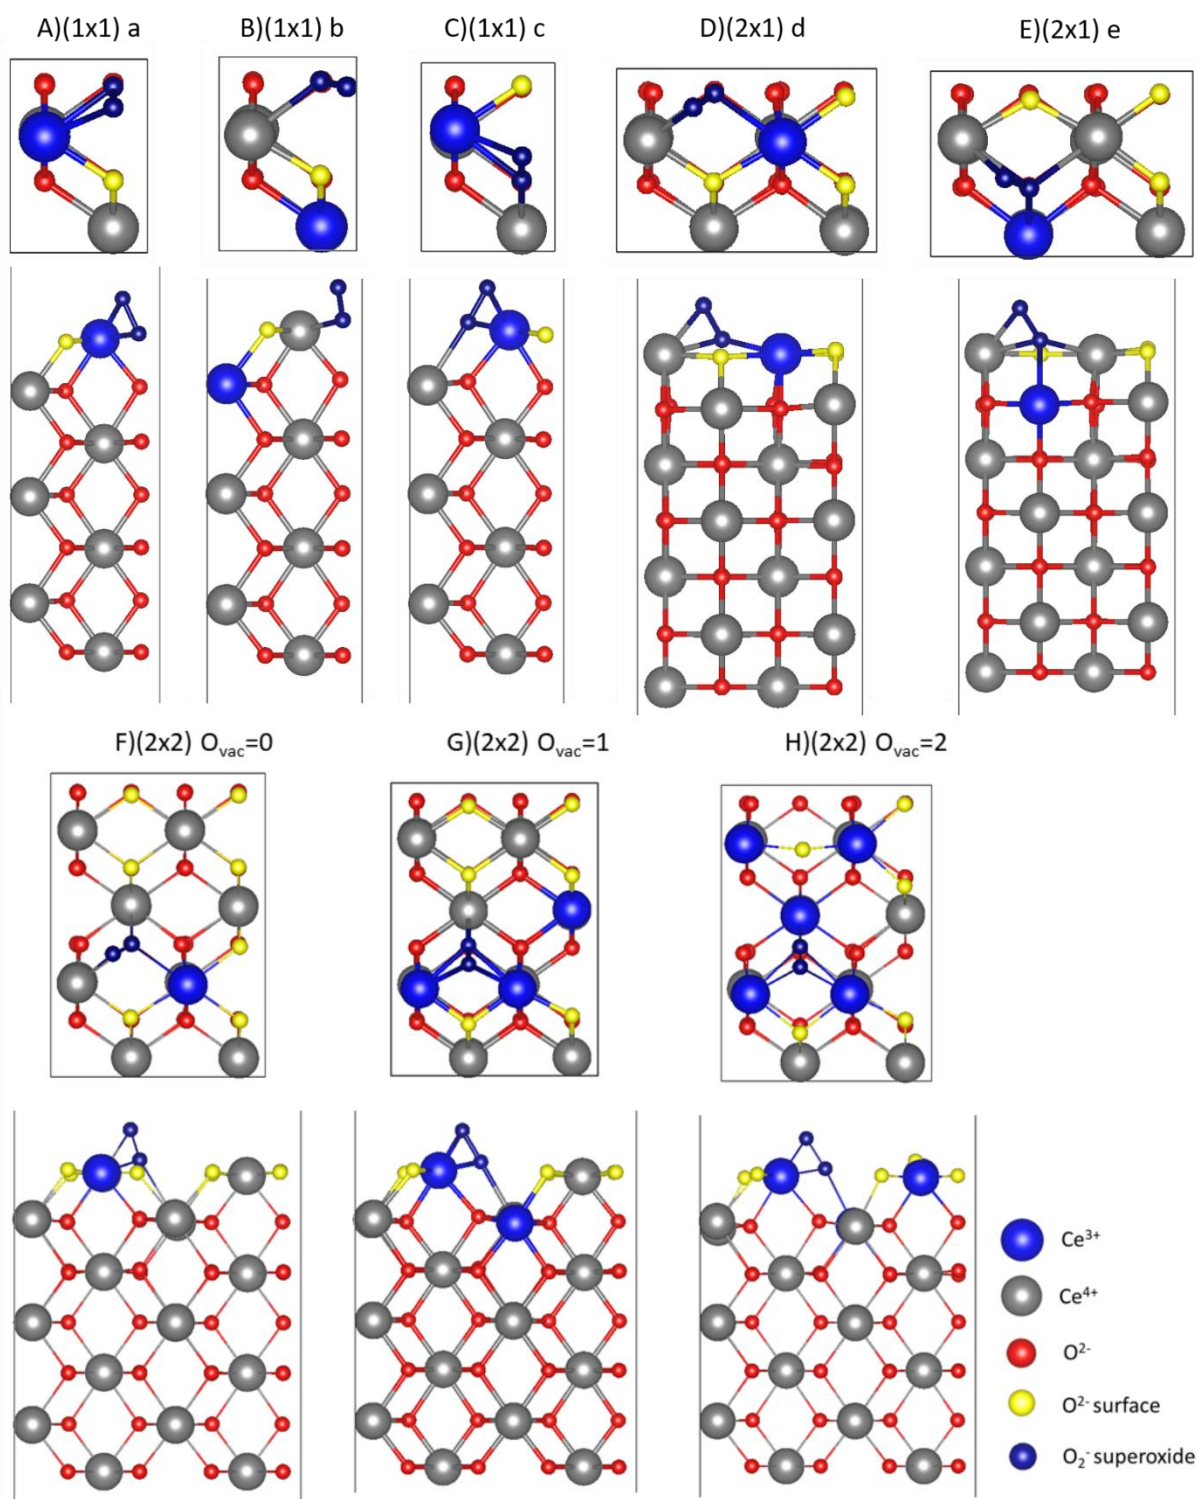 A)(1x1) a
B)(1x1) b
C)(1x1) c
D)(2x1) d
E)(2x1) e
F)(2x2) Ovac=0
G)(2x2) Ovac=1
H)(2x2) Ovac=2
Ce3+
Ce4+
O2-
O2- surface
O2- superoxide